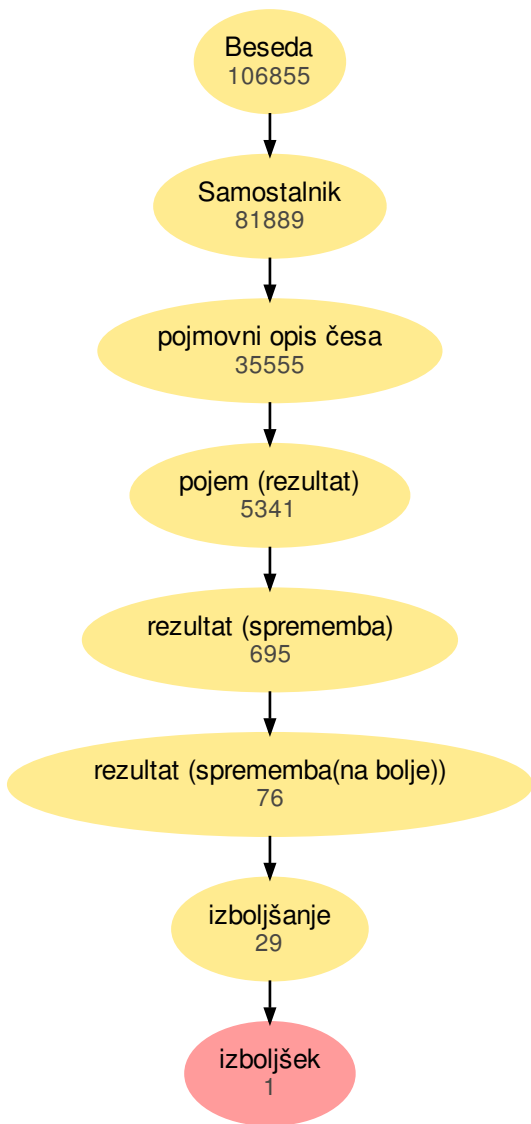 Beseda
106855
Samostalnik
81889
pojmovni opis česa
35555
pojem (rezultat)
5341
rezultat (sprememba)
695
rezultat (sprememba(na bolje))
76
izboljšanje
29
izboljšek
1